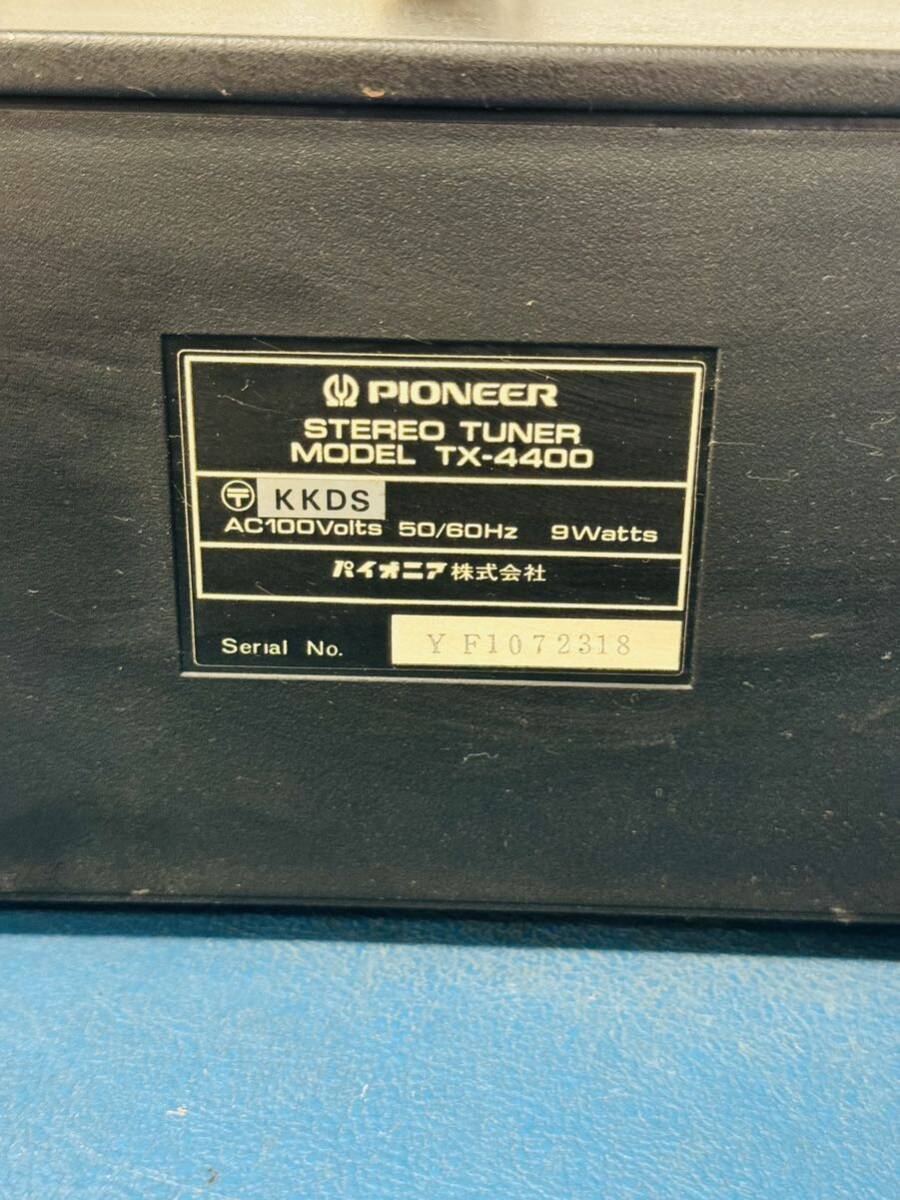 PIONEER
STEREO TUNER
MODEL TX-4400
〒 KKDS
AC100Volts 50/60Hz 9Watts
パイオニア株式会社
Serial No. YF1072318